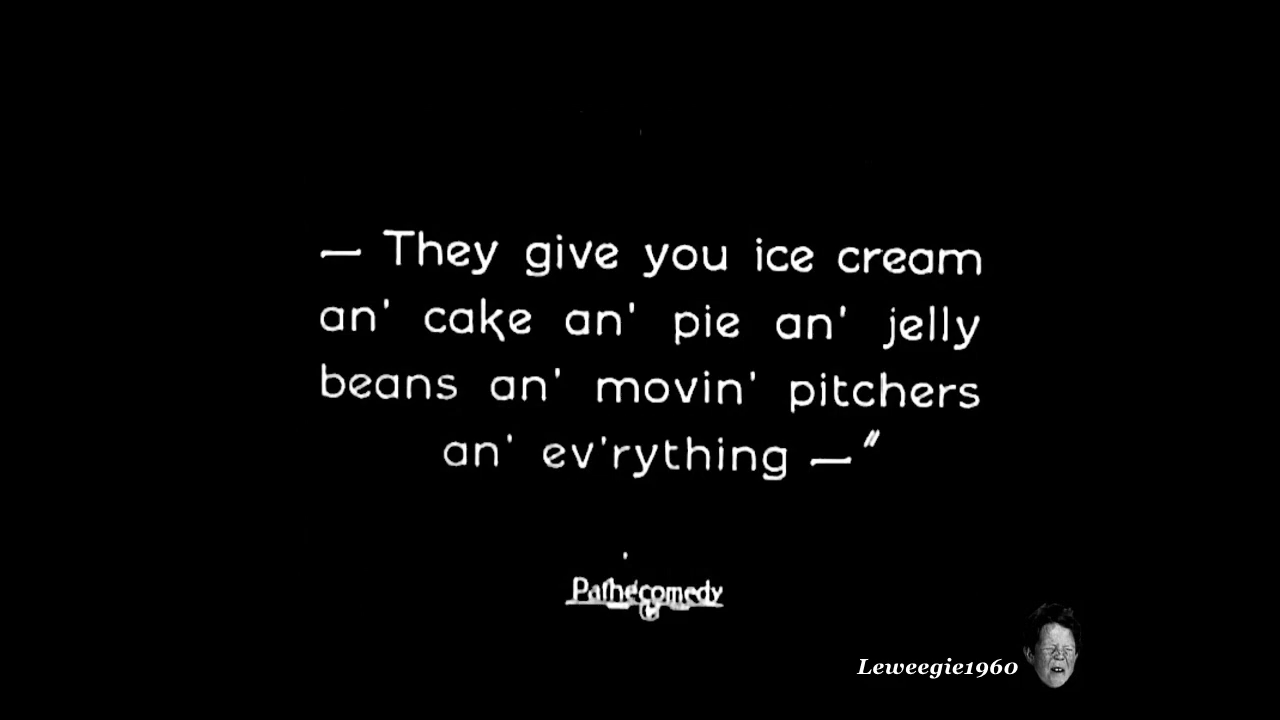 — They give you ice cream
an' cake an' pie an' jelly
beans an' movin' pitchers
an' ev'rything —"
Pathécomedy
Leweegie1960